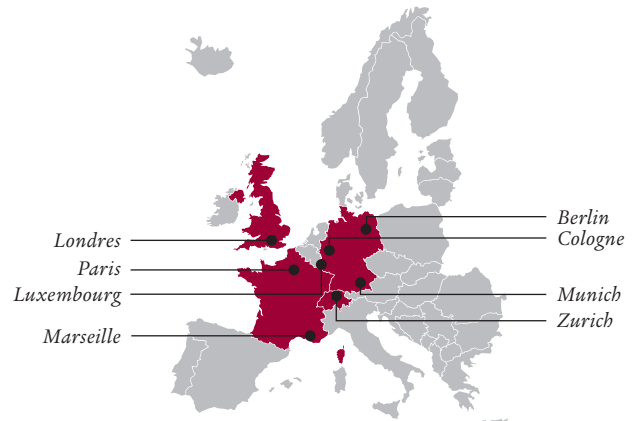 Londres
Paris
Luxembourg
Marseille
Berlin
Cologne
Munich
Zurich